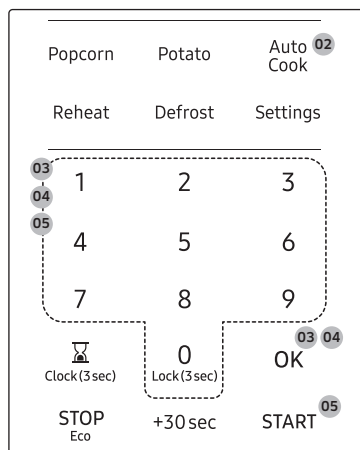 Popcorn Potato Auto Cook 02
Reheat Defrost Settings
03
1 2 3
04
05
4 5 6
7 8 9
03 04
0 OK
Clock(3 sec) Lock(3 sec)
STOP +30 sec START 05
Eco